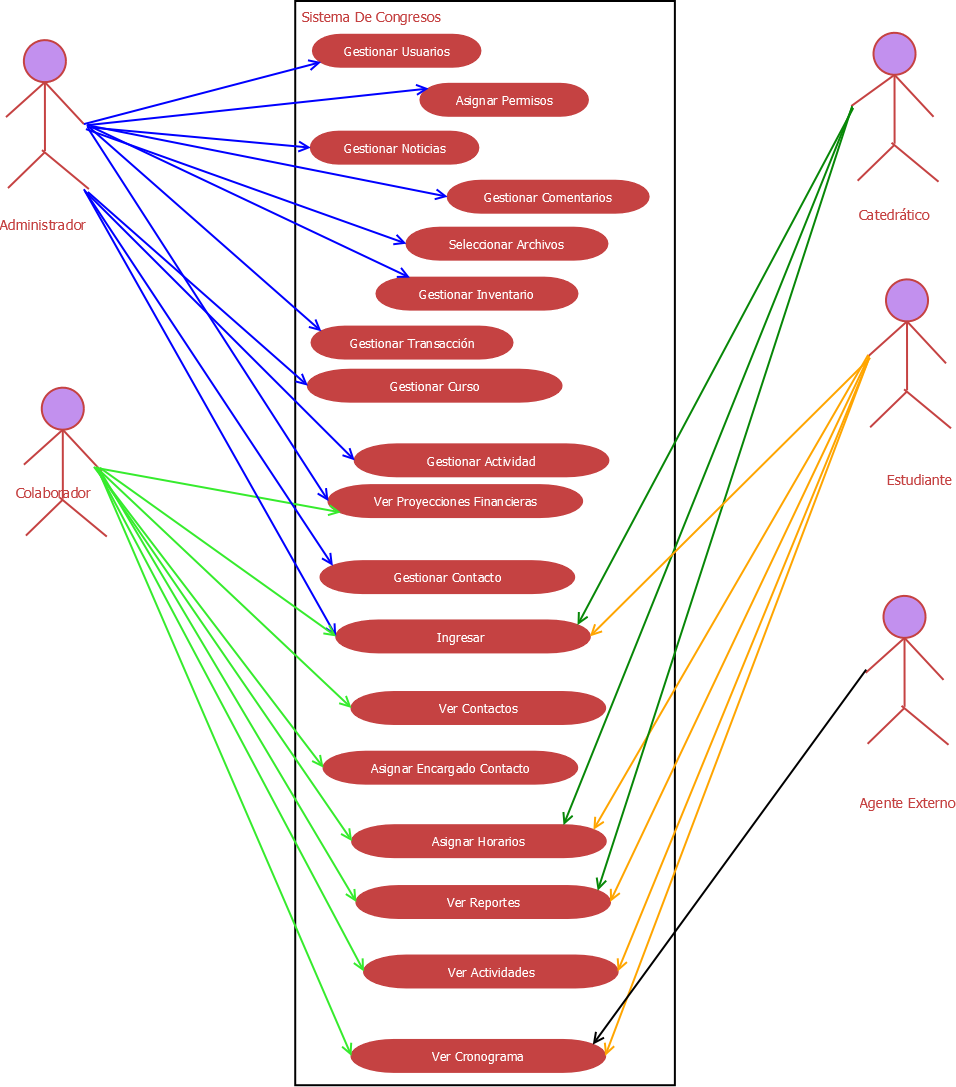 Sistema De Congresos
Gestionar Usuarios
Asignar Permisos
Gestionar Noticias
Gestionar Comentarios
Catedrático
Administrador
Seleccionar Archivos
Gestionar Inventario
Gestionar Transacción
Gestionar Curso
Gestionar Actividad
Estudiante
Colaborador
Ver Proyecciones Financieras
Gestionar Contacto
Ingresar
Ver Contactos
Asignar Encargado Contacto
Agente Externo
Asignar Horarios
Ver Reportes
Ver Actividades
Ver Cronograma